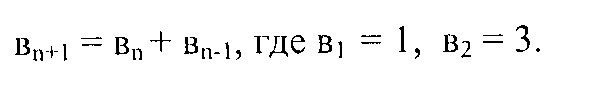 вₙ₊₁ = вₙ + вₙ₋₁, где в₁ = 1, в₂ = 3.